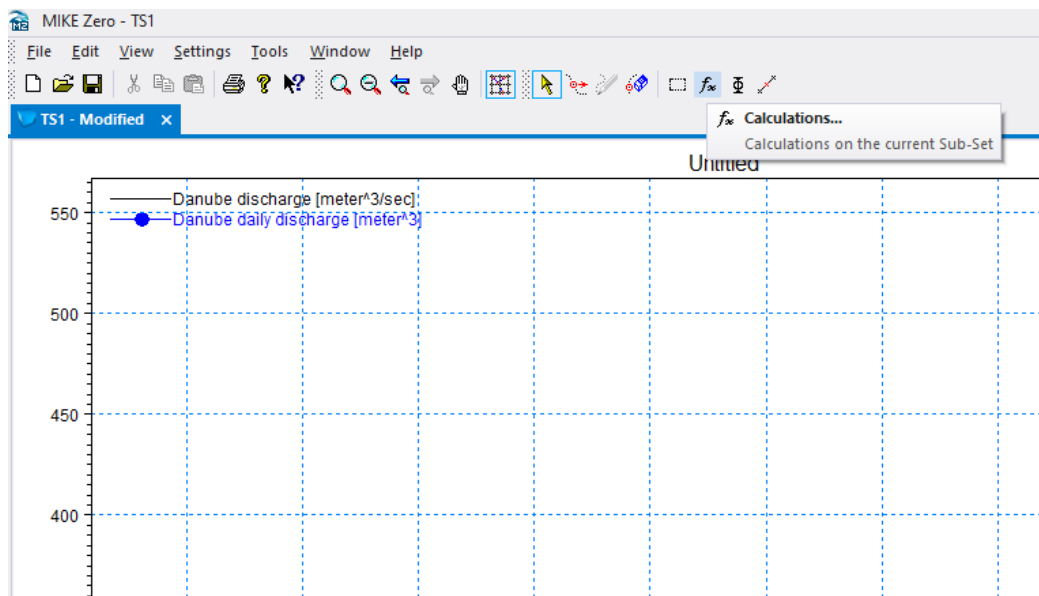 MIKE Zero - TS1
File Edit View Settings Tools Window Help
TS1 - Modified
Calculations...
Calculations on the current Sub-Set
Untitled
Danube discharge [meter^3/sec]
Danube daily discharge [meter^3]
550
500
450
400